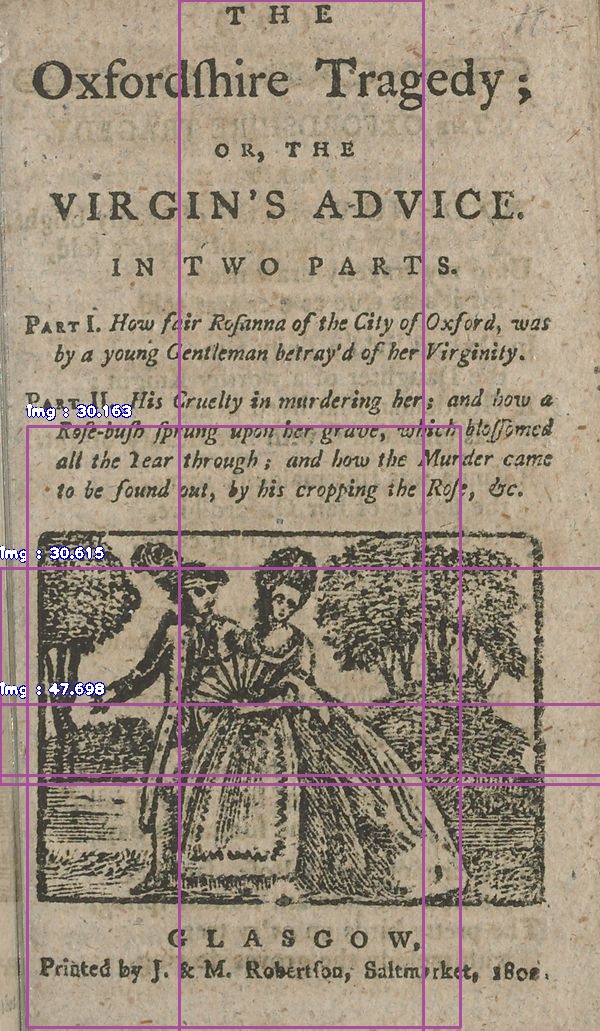 THE
Oxfordſhire Tragedy;
OR, THE
VIRGIN'S ADVICE.
IN TWO PARTS.
PART I. How fair Roſanna of the City of Oxford, was
by a young Gentleman betray'd of her Virginity.
PART II. His Cruelty in murdering her; and how a
img : 30.163
Roſe-buſh ſprung upon her grave, which bloſſomed
all the Year through; and how the Murder came
to be found out, by his cropping the Roſe, &c.
img : 30.615
img : 47.698
GLASGOW,
Printed by J. & M. Robertſon, Saltmarket,